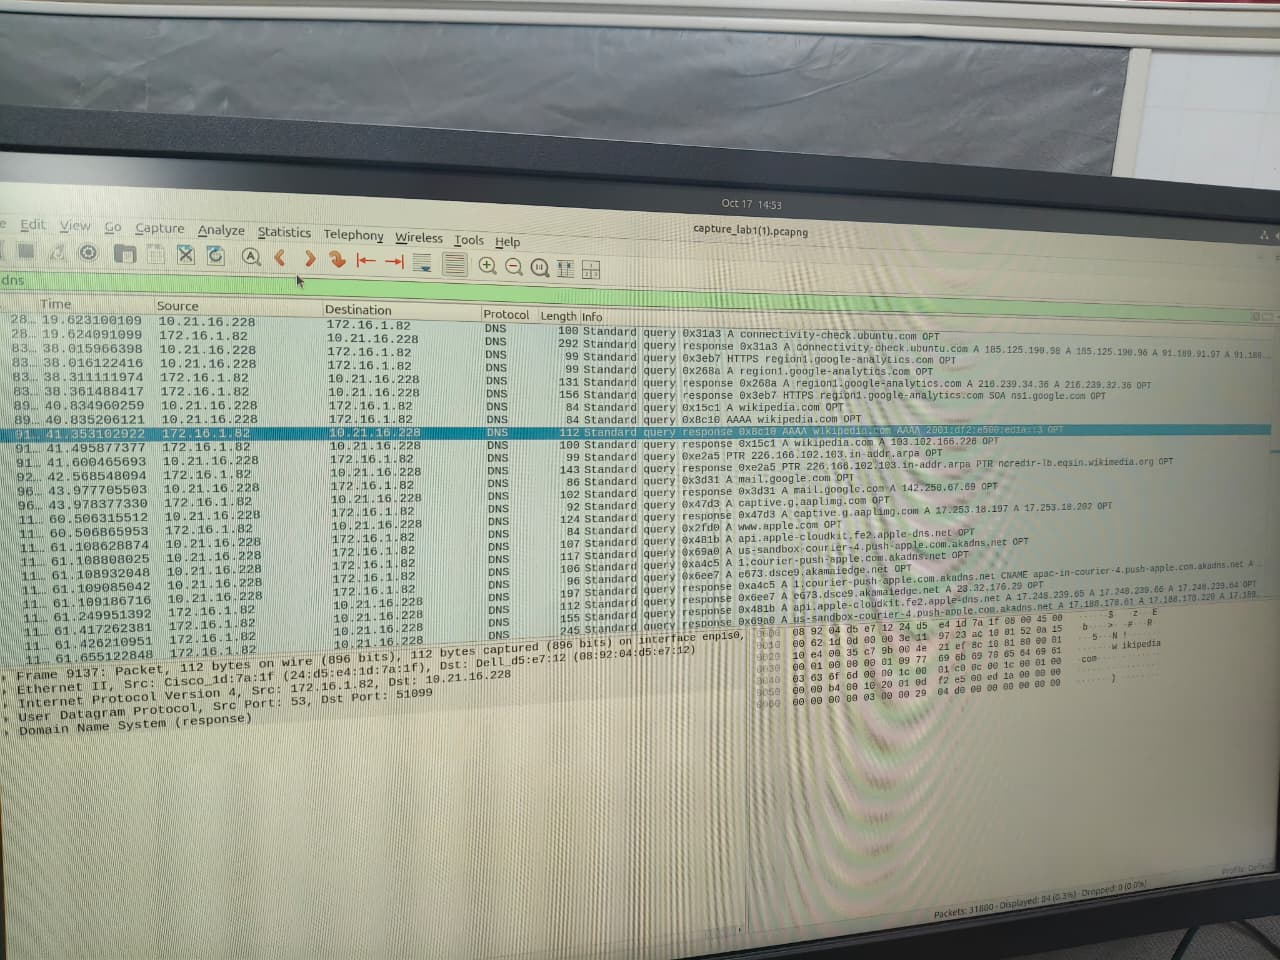 Oct 17 14:53
Edit View Go Capture Analyze Statistics Telephony Wireless Tools Help
capture_lab1(1).pcapng
dns
Time Source Destination Protocol Length Info
28… 19.623100109 10.21.16.228 172.16.1.82 DNS 100 Standard query 0x31a3 A connectivity-check.ubuntu.com OPT
28… 19.624091099 172.16.1.82 10.21.16.228 DNS 292 Standard query response 0x31a3 A connectivity-check.ubuntu.com A 185.125.190.98 A 185.125.190.96 A 91.189.91.97 A
83… 38.015966398 10.21.16.228 172.16.1.82 DNS 99 Standard query 0x3eb7 HTTPS region1.google-analytics.com OPT
83… 38.016122416 10.21.16.228 172.16.1.82 DNS 99 Standard query 0x268a A region1.google-analytics.com OPT
83… 38.311111974 172.16.1.82 10.21.16.228 DNS 131 Standard query response 0x268a A region1.google-analytics.com A 216.239.34.36 A 216.239.32.36 OPT
83… 38.361488417 172.16.1.82 10.21.16.228 DNS 156 Standard query response 0x3eb7 HTTPS region1.google-analytics.com SOA ns1.google.com OPT
89… 40.834960259 10.21.16.228 172.16.1.82 DNS 84 Standard query 0x15c1 A wikipedia.com OPT
89… 40.835206121 10.21.16.228 172.16.1.82 DNS 84 Standard query 0x8c10 AAAA wikipedia.com OPT
91… 41.353102922 172.16.1.82 10.21.16.228 DNS 112 Standard query response 0x8c10 AAAA wikipedia.com AAAA 2001:df2:e500:ed1a::3 OPT
91… 41.495877377 172.16.1.82 10.21.16.228 DNS 100 Standard query response 0x15c1 A wikipedia.com A 103.102.166.226 OPT
91… 41.600465693 10.21.16.228 172.16.1.82 DNS 99 Standard query 0xe2a5 PTR 226.166.102.103.in-addr.arpa OPT
92… 42.568548094 172.16.1.82 10.21.16.228 DNS 143 Standard query response 0xe2a5 PTR 226.166.102.103.in-addr.arpa PTR ncredir-lb.eqsin.wikimedia.org OPT
96… 43.977705503 10.21.16.228 172.16.1.82 DNS 86 Standard query 0x3d31 A mail.google.com OPT
96… 43.978377330 172.16.1.82 10.21.16.228 DNS 102 Standard query response 0x3d31 A mail.google.com A 142.250.67.69 OPT
11… 60.506315512 10.21.16.228 172.16.1.82 DNS 92 Standard query 0x47d3 A captive.g.aaplimg.com OPT
11… 60.506865953 172.16.1.82 10.21.16.228 DNS 124 Standard query response 0x47d3 A captive.g.aaplimg.com A 17.253.18.197 A 17.253.18.202 OPT
11… 61.108628874 10.21.16.228 172.16.1.82 DNS 84 Standard query 0x2fd0 A www.apple.com OPT
11… 61.108808025 10.21.16.228 172.16.1.82 DNS 107 Standard query 0x481b A api.apple-cloudkit.fe2.apple-dns.net OPT
11… 61.108932048 10.21.16.228 172.16.1.82 DNS 117 Standard query 0x69a0 A us-sandbox-courier-4.push-apple.com.akadns.net OPT
11… 61.109085042 10.21.16.228 172.16.1.82 DNS 106 Standard query 0xa4c5 A 1.courier-push-apple.com.akadns.net OPT
11… 61.109186716 10.21.16.228 172.16.1.82 DNS 96 Standard query 0x6ee7 A e673.dsce9.akamaiedge.net OPT
11… 61.249951392 172.16.1.82 10.21.16.228 DNS 197 Standard query response 0xa4c5 A 1.courier-push-apple.com.akadns.net CNAME apac-in-courier-4.push-apple.com.akadns.net A
11… 61.417262381 172.16.1.82 10.21.16.228 DNS 112 Standard query response 0x6ee7 A e673.dsce9.akamaiedge.net A 23.32.176.29 OPT
11… 61.426210951 172.16.1.82 10.21.16.228 DNS 155 Standard query response 0x481b A api.apple-cloudkit.fe2.apple-dns.net A 17.248.239.65 A 17.248.239.66 A 17.248.239.64 OPT
11… 61.655122848 172.16.1.82 10.21.16.228 DNS 245 Standard query response 0x69a0 A us-sandbox-courier-4.push-apple.com.akadns.net A 17.188.178.61 A 17.188.178.220 A
Frame 9137: Packet, 112 bytes on wire (896 bits), 112 bytes captured (896 bits) on interface enp1s0,
Ethernet II, Src: Cisco_1d:7a:1f (24:d5:e4:1d:7a:1f), Dst: Dell_d5:e7:12 (08:92:04:d5:e7:12)
Internet Protocol Version 4, Src: 172.16.1.82, Dst: 10.21.16.228
User Datagram Protocol, Src Port: 53, Dst Port: 51099
Domain Name System (response)
0000 08 92 04 d5 e7 12 24 d5 e4 1d 7a 1f 08 00 45 00
0010 00 62 1d 0d 00 00 3e 11 97 23 ac 10 01 52 0a 15
0020 10 e4 00 35 c7 9b 00 4e 21 ef 8c 10 81 80 00 01
0030 00 01 00 00 00 01 09 77 69 6b 69 70 65 64 69 61
0040 03 63 6f 6d 00 00 1c 00 01 c0 0c 00 1c 00 01 00
0050 00 00 b4 00 10 20 01 0d f2 e5 00 ed 1a 00 00 00
0060 00 00 00 00 03 00 00 29 04 d0 00 00 00 00 00 00
Packets: 31800 · Displayed: 84 (0.3%) · Dropped: 0 (0.0%)